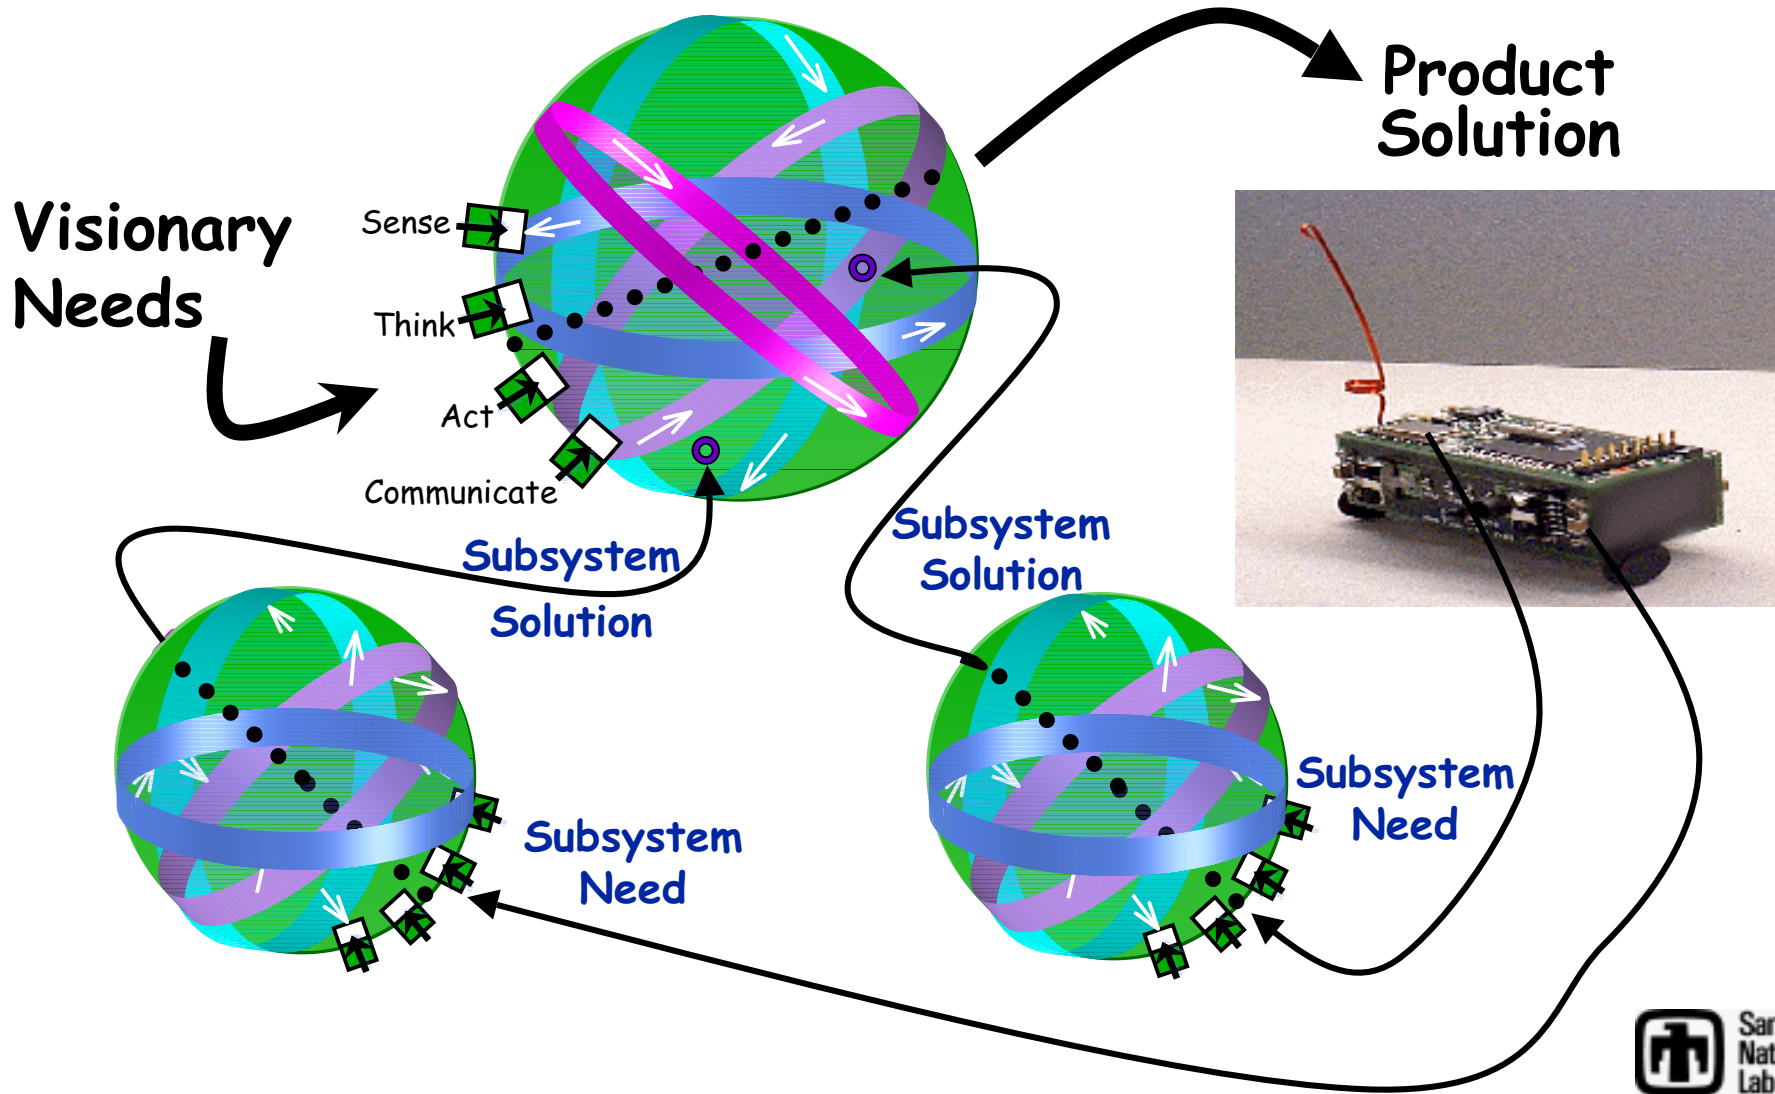 Product
Solution
Visionary
Needs
Sense
Think
Act
Communicate
Subsystem
Solution
Subsystem
Solution
Subsystem
Need
Subsystem
Need